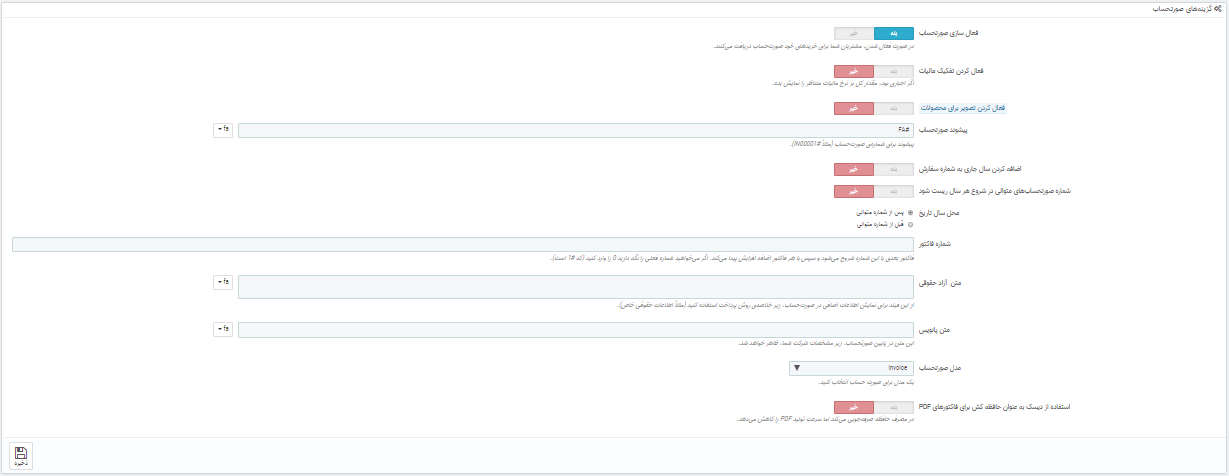 گزینه‌های صورتحساب
فعال سازی صورتحساب
بله خیر
در صورت فعال شدن، مشتریان شما برای خریدهای خود صورتحساب دریافت می‌کنند.
فعال کردن تفکیک مالیات
بله خیر
اگر اجباری بود، مقدار کل بر نرخ مالیات متناظر را نمایش بده.
فعال کردن تصویر برای محصولات
بله خیر
پیشوند صورتحساب
#FA
fa
پیشوند برای شماره‌ی صورت‌حساب (مثلاً #IN00001).
اضافه کردن سال جاری به شماره سفارش
بله خیر
شماره صورتحساب‌های متوالی در شروع هر سال ریست شود
بله خیر
محل سال تاریخ
پس از شماره متوالی
قبل از شماره متوالی
شماره فاکتور
فاکتور بعدی با این شماره شروع می‌شود و سپس با هر فاکتور اضافه افزایش پیدا می‌کند. اگر می‌خواهید شماره فعلی را نگه دارید 0 را وارد کنید (کد #1 است).
متن آزاد حقوقی
fa
از این فیلد برای نمایش اطلاعات اضافی در صورت‌حساب، زیر خلاصه‌ی روش پرداخت استفاده کنید (مثلاً اطلاعات حقوقی خاص).
متن پانویس
fa
این متن در پایین صورتحساب، زیر مشخصات شرکت شما، ظاهر خواهد شد.
مدل صورتحساب
invoice
یک مدل برای صورت حساب انتخاب کنید.
استفاده از دیسک به عنوان حافظه کش برای فاکتورهای PDF
بله خیر
در مصرف حافظه صرفه‌جویی می‌کند اما سرعت تولید PDF را کاهش می‌دهد.
ذخیره